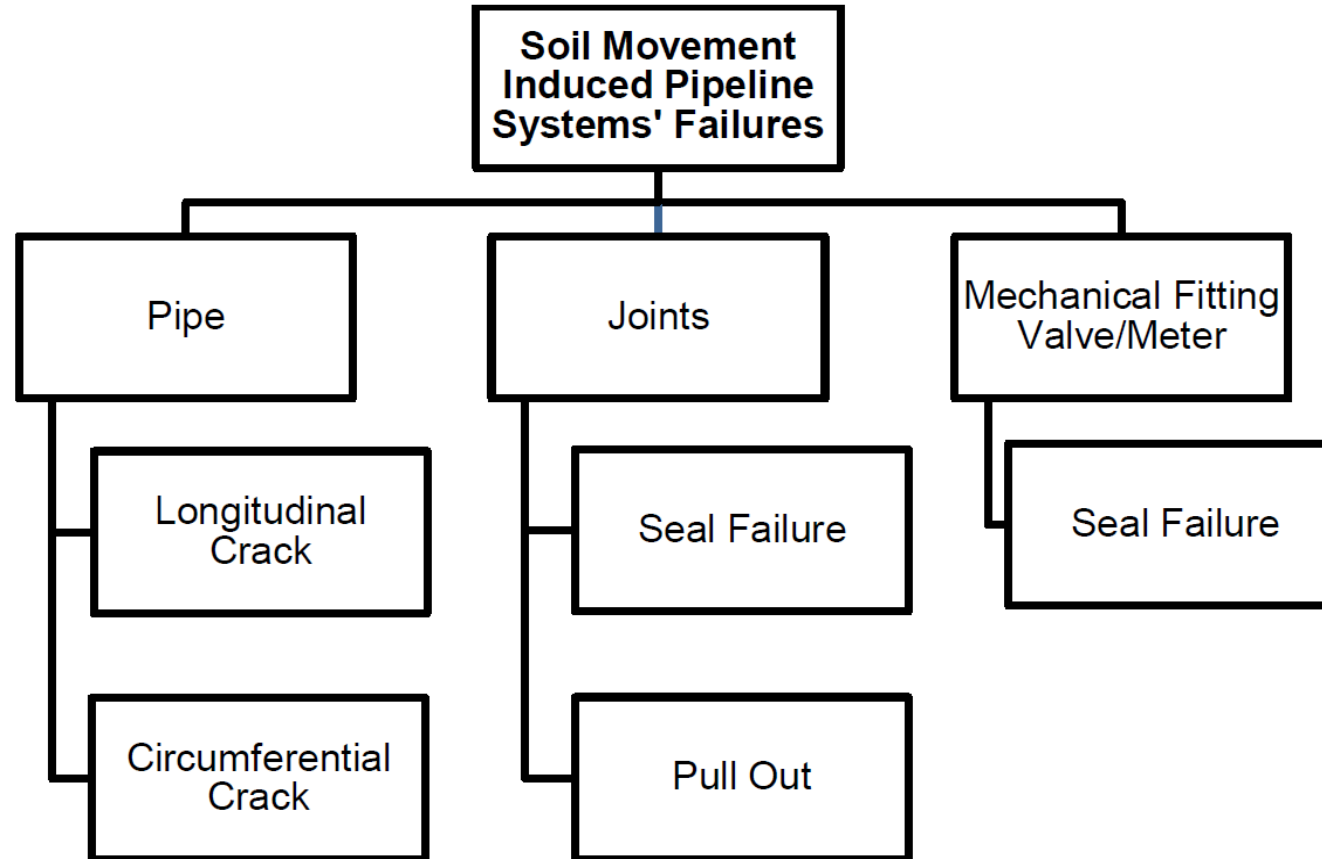 Soil Movement
Induced Pipeline
Systems' Failures
Pipe
Joints
Mechanical Fitting
Valve/Meter
Longitudinal
Crack
Seal Failure
Seal Failure
Circumferential
Crack
Pull Out